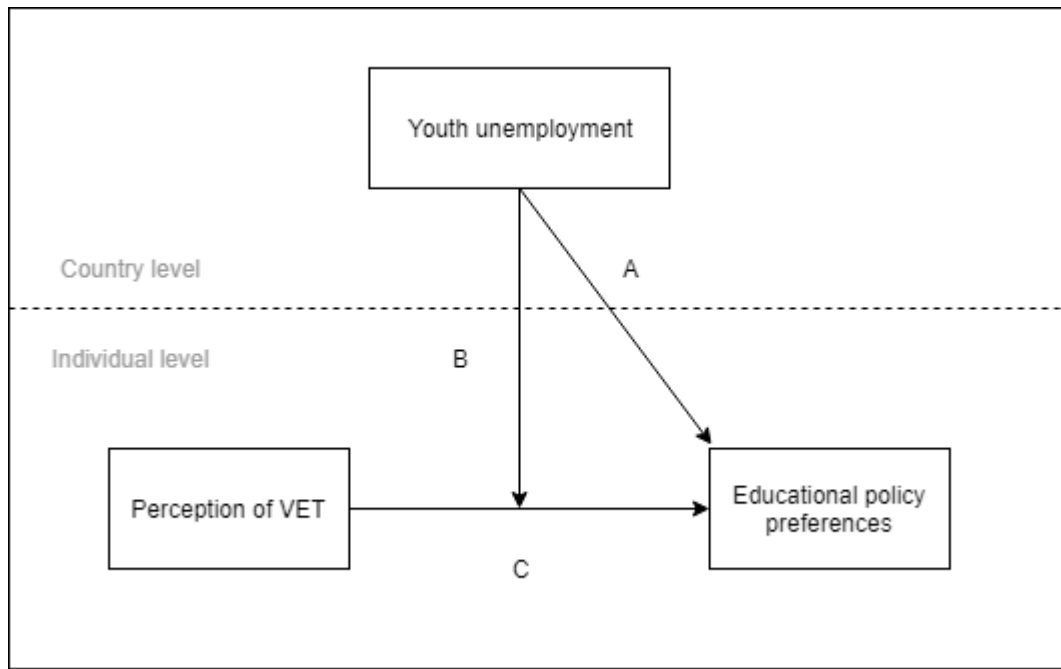 Youth unemployment
A
Country level
Individual level
B
Perception of VET
Educational policy
preferences
C